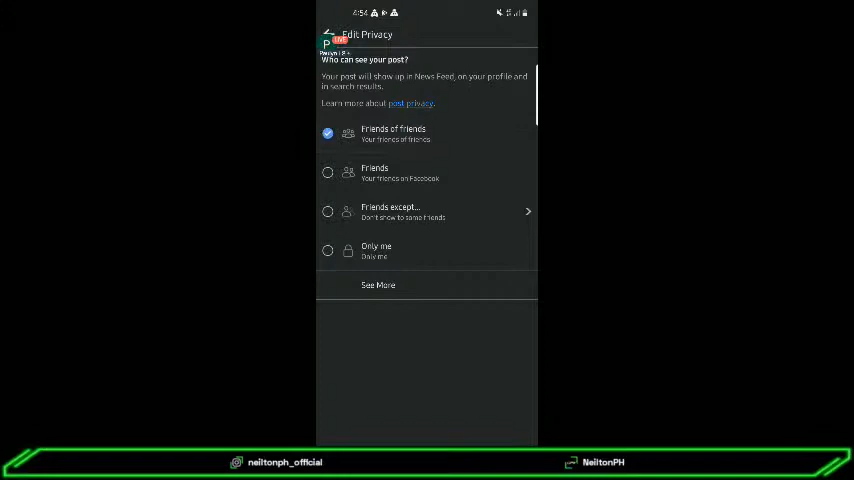 4:54
Edit Privacy
P
LIVE
Who can see your post?
Your post will show up in News Feed, on your profile and
in search results.
Learn more about post privacy.
Friends of friends
Your friends of friends
Friends
Your friends on Facebook
Friends except...
Don't show to some friends
Only me
Only me
See More
neiltonph_official
NeiltonPH